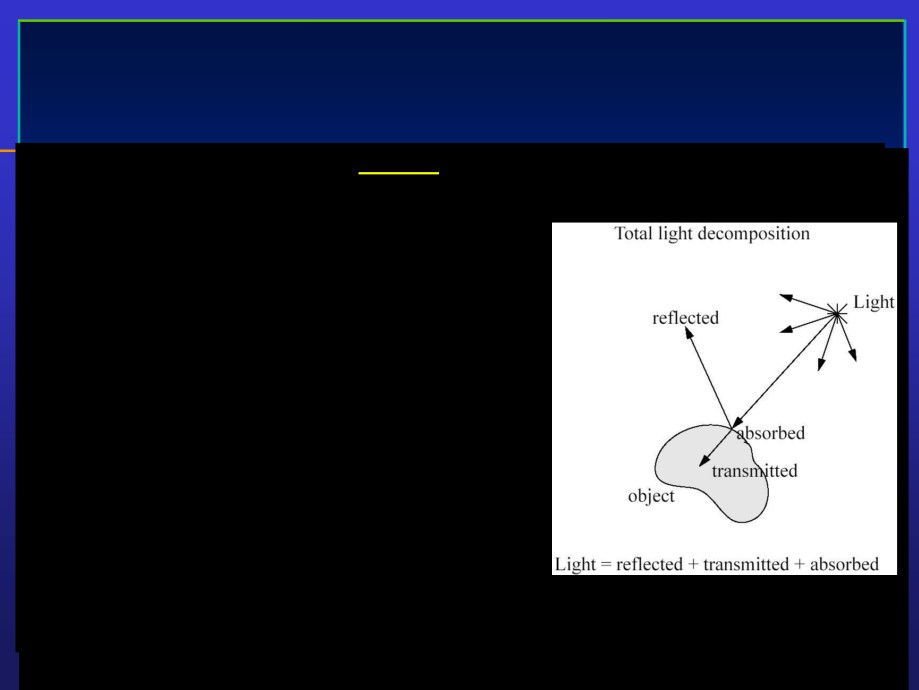 Total light decomposition
Light
reflected
absorbed
transmitted
object
Light = reflected + transmitted + absorbed